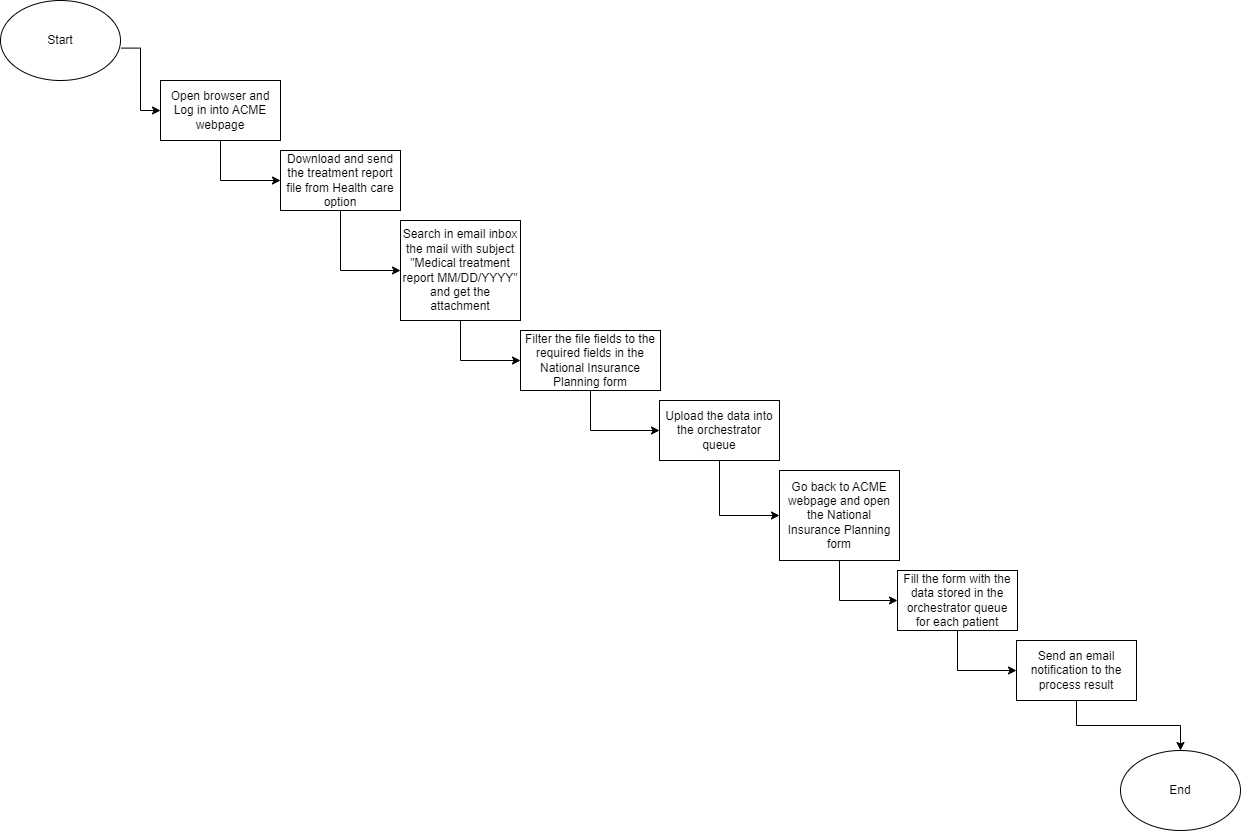 Start
Open browser and
Log in into ACME
webpage
Download and send
the treatment report
file from Health care
option
Search in email inbox
the mail with subject
"Medical treatment
report MM/DD/YYYY"
and get the
attachment
Filter the file fields to the
required fields in the
National Insurance
Planning form
Upload the data into
the orchestrator
queue
Go back to ACME
webpage and open
the National
Insurance Planning
form
Fill the form with the
data stored in the
orchestrator queue
for each patient
Send an email
notification to the
process result
End